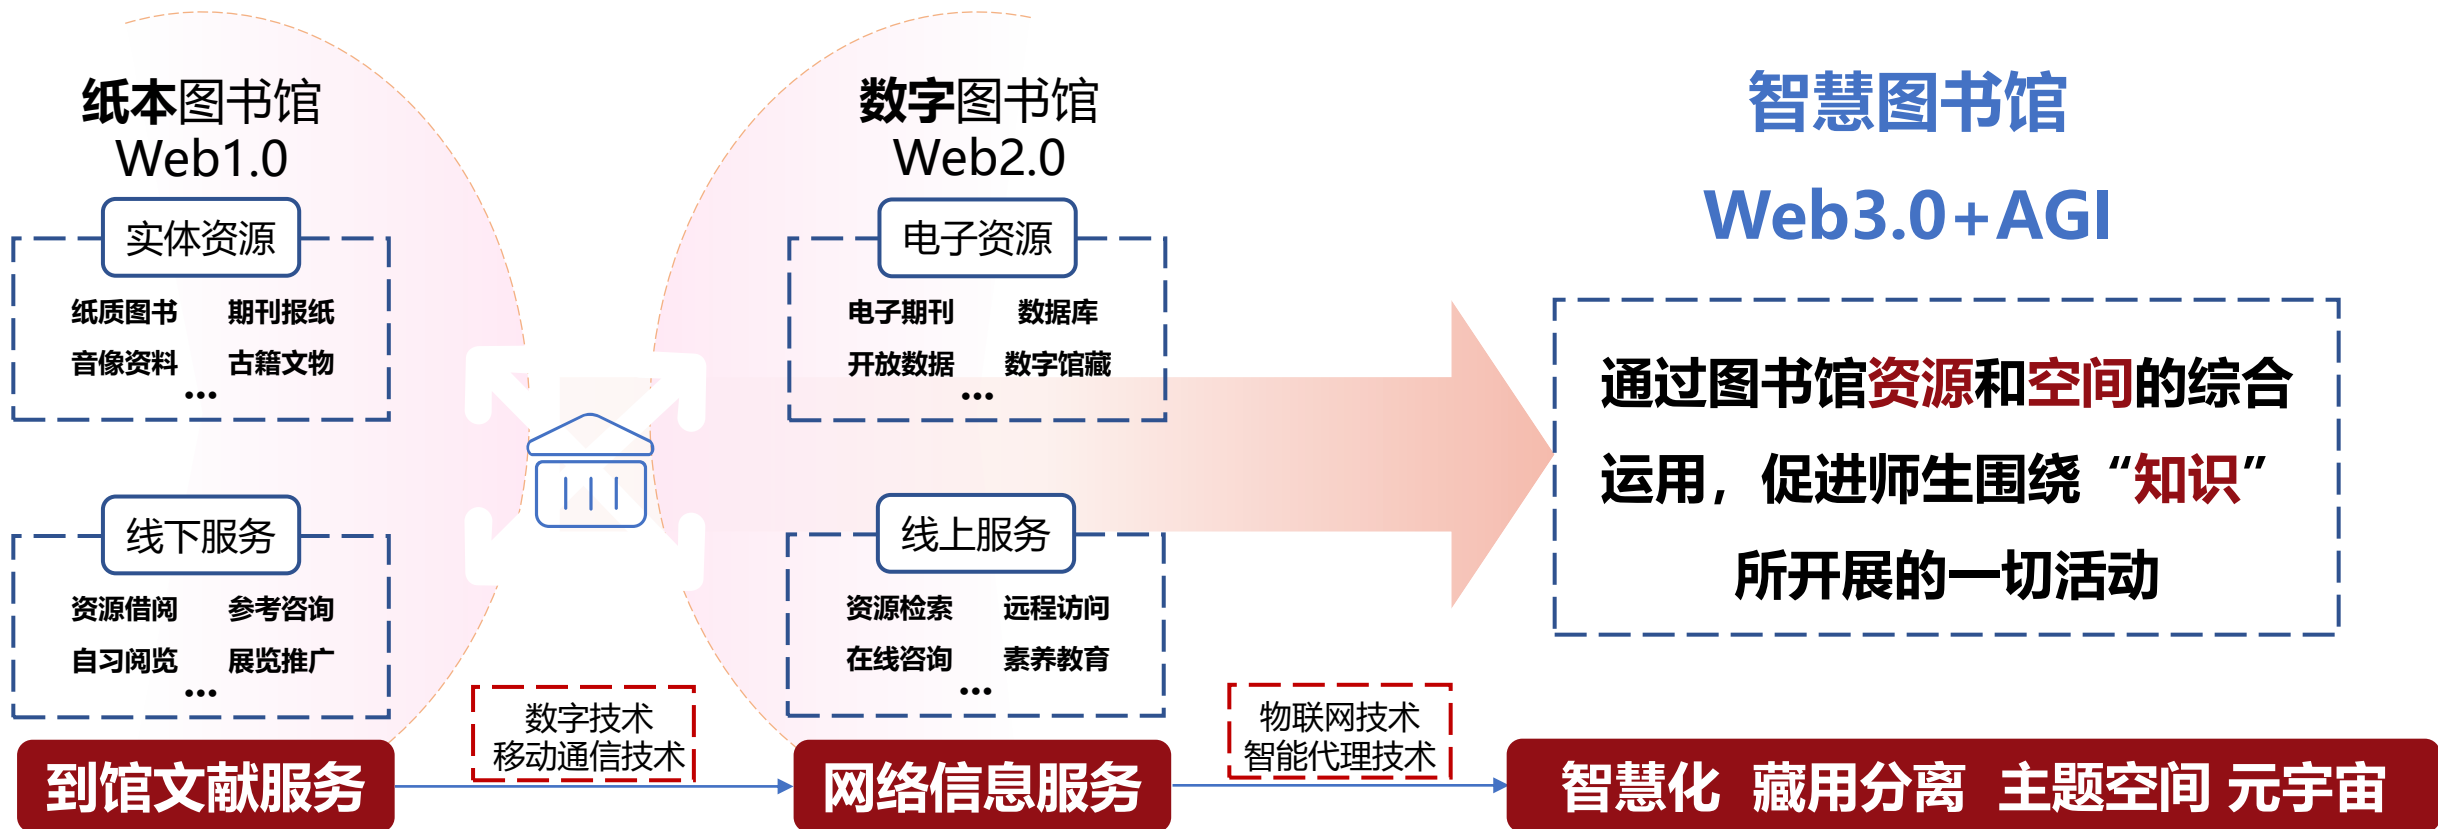 纸本图书馆
Web1.0
实体资源
纸质图书 期刊报纸
音像资料 古籍文物
...
线下服务
资源借阅 参考咨询
自习阅览 展览推广
...
到馆文献服务
数字技术
移动通信技术
数字图书馆
Web2.0
电子资源
电子期刊 数据库
开放数据 数字馆藏
...
线上服务
资源检索 远程访问
在线咨询 素养教育
...
网络信息服务
物联网技术
智能代理技术
智慧图书馆
Web3.0+AGI
通过图书馆资源和空间的综合
运用，促进师生围绕“知识”
所开展的一切活动
智慧化 藏用分离 主题空间 元宇宙